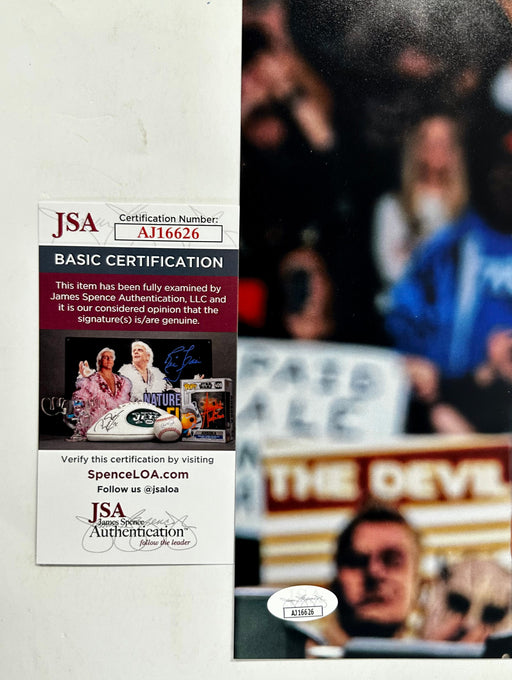 JSA
Certification Number:
AJ16626
BASIC CERTIFICATION
This item has been fully examined by
James Spence Authentication, LLC and
it is our considered opinion that the
signature(s) is/are genuine.
NATURE
Verify this certification by visiting
SpenceLOA.com
Follow us @jsaloa
JSA
James Spence
Authentication
follow the leader
THE DEVIL
AJ16626